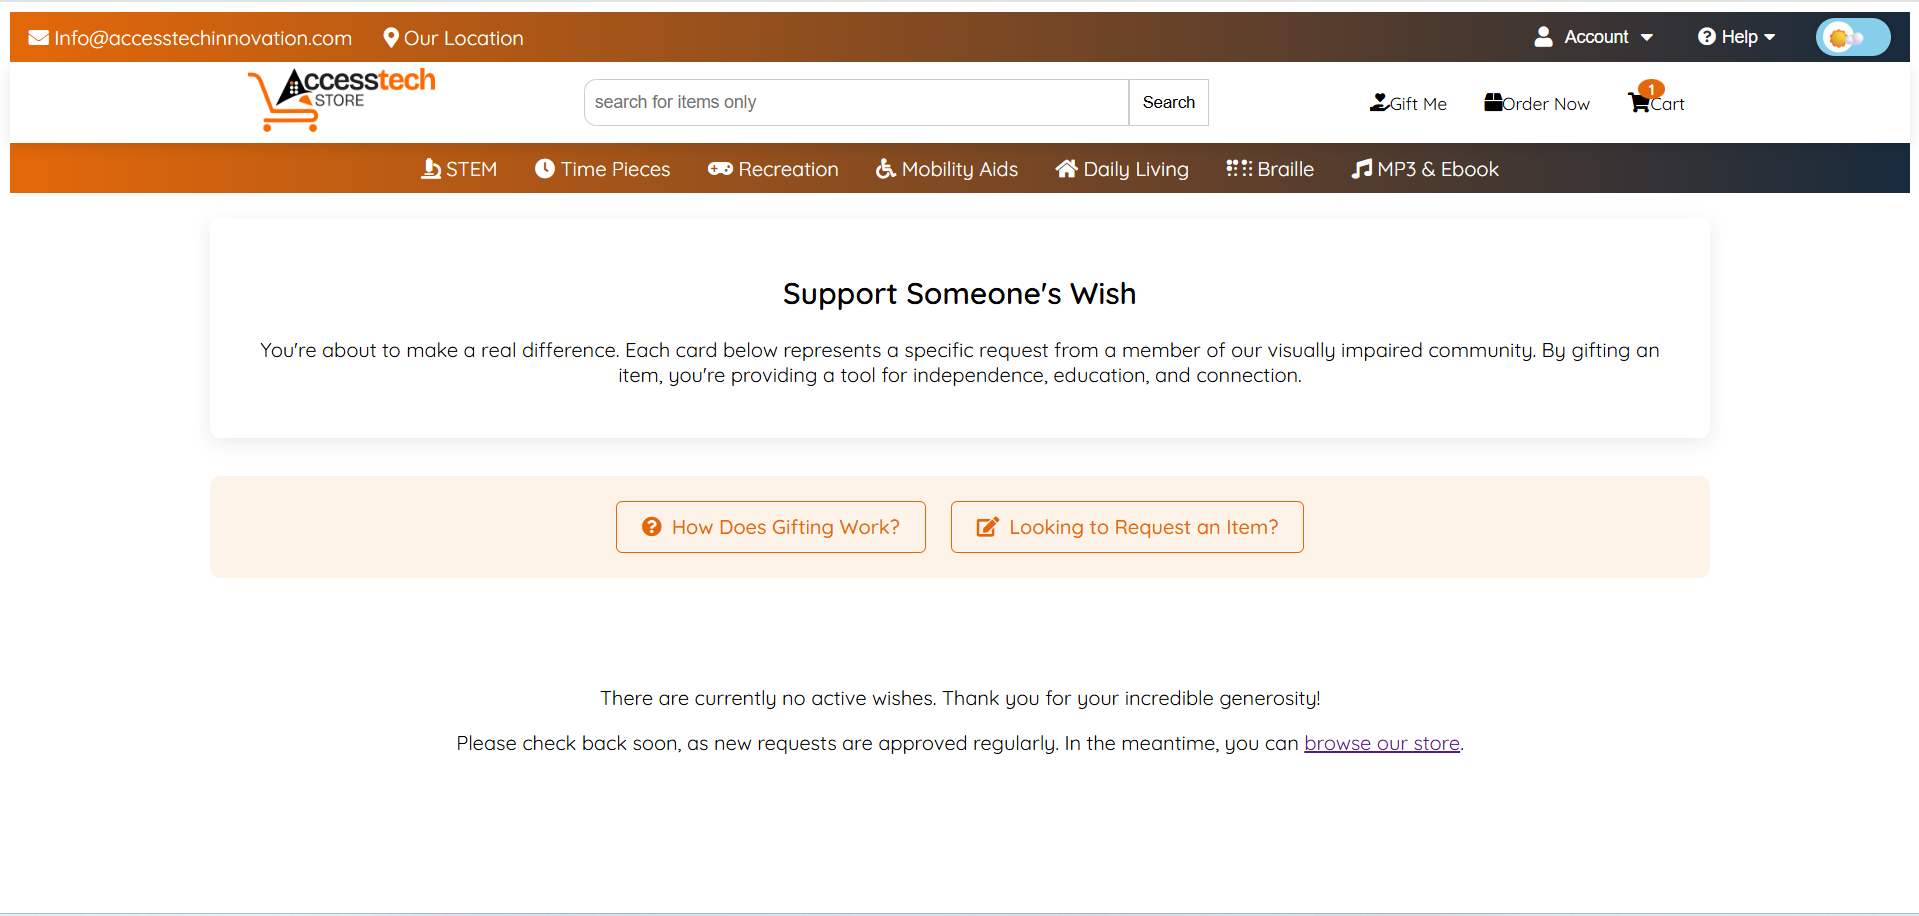 Info@accesstechinnovation.com Our Location Account Help
Accesstech
STORE
search for items only Search Gift Me Order Now 1 Cart
STEM Time Pieces Recreation Mobility Aids Daily Living Braille MP3 & Ebook
Support Someone's Wish
You're about to make a real difference. Each card below represents a specific request from a member of our visually impaired community. By gifting an
item, you're providing a tool for independence, education, and connection.
How Does Gifting Work? Looking to Request an Item?
There are currently no active wishes. Thank you for your incredible generosity!
Please check back soon, as new requests are approved regularly. In the meantime, you can browse our store.